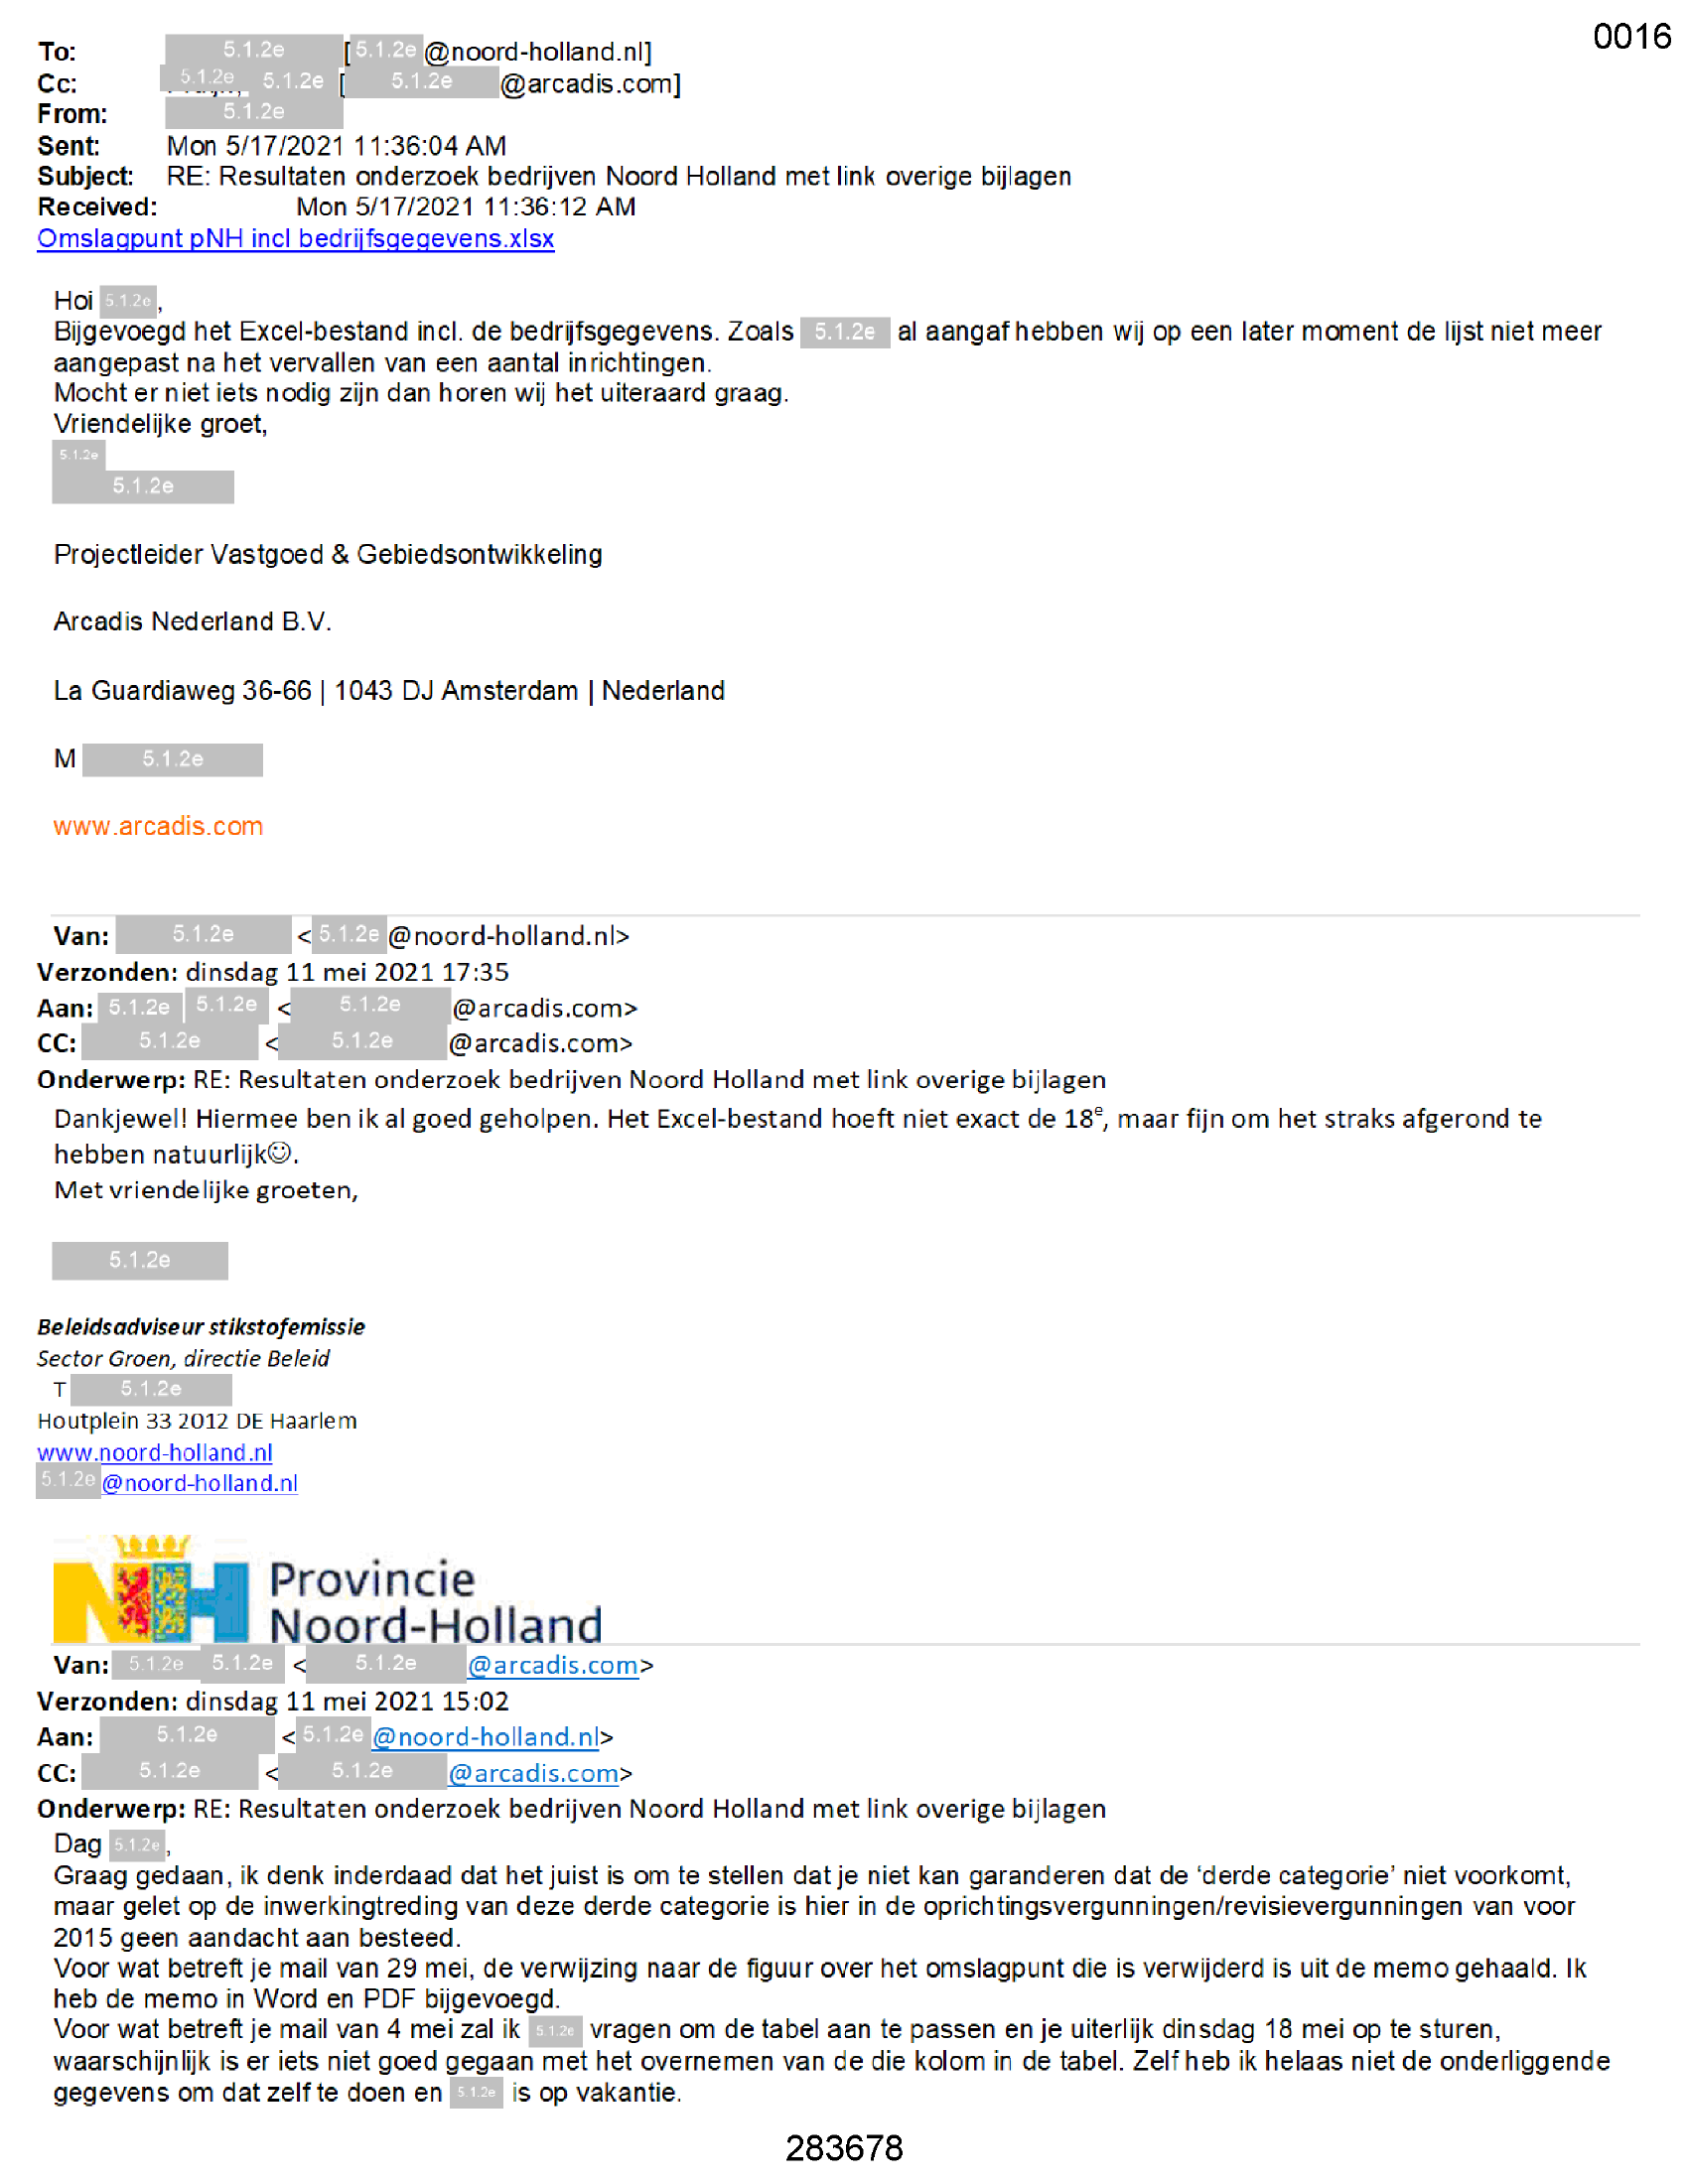 0016
To: 5.1.2e [5.1.2e @noord-holland.nl]
Cc: 5.1.2e 5.1.2e [ 5.1.2e @arcadis.com]
From: 5.1.2e
Sent: Mon 5/17/2021 11:36:04 AM
Subject: RE: Resultaten onderzoek bedrijven Noord Holland met link overige bijlagen
Received: Mon 5/17/2021 11:36:12 AM
Omslagpunt pNH incl bedrijfsgegevens.xlsx
Hoi 5.1.2e,
Bijgevoegd het Excel-bestand incl. de bedrijfsgegevens. Zoals 5.1.2e al aangaf hebben wij op een later moment de lijst niet meer
aangepast na het vervallen van een aantal inrichtingen.
Mocht er niet iets nodig zijn dan horen wij het uiteraard graag.
Vriendelijke groet,
5.1.2e
5.1.2e
Projectleider Vastgoed & Gebiedsontwikkeling
Arcadis Nederland B.V.
La Guardiaweg 36-66 | 1043 DJ Amsterdam | Nederland
M 5.1.2e
www.arcadis.com
Van: 5.1.2e < 5.1.2e @noord-holland.nl>
Verzonden: dinsdag 11 mei 2021 17:35
Aan: 5.1.2e 5.1.2e < 5.1.2e @arcadis.com>
CC: 5.1.2e < 5.1.2e @arcadis.com>
Onderwerp: RE: Resultaten onderzoek bedrijven Noord Holland met link overige bijlagen
Dankjewel! Hiermee ben ik al goed geholpen. Het Excel-bestand hoeft niet exact de 18e, maar fijn om het straks afgerond te
hebben natuurlijk☺.
Met vriendelijke groeten,
5.1.2e
Beleidsadviseur stikstofemissie
Sector Groen, directie Beleid
T 5.1.2e
Houtplein 33 2012 DE Haarlem
www.noord-holland.nl
5.1.2e @noord-holland.nl
NH Provincie
Noord-Holland
Van: 5.1.2e 5.1.2e < 5.1.2e @arcadis.com>
Verzonden: dinsdag 11 mei 2021 15:02
Aan: 5.1.2e < 5.1.2e @noord-holland.nl>
CC: 5.1.2e < 5.1.2e @arcadis.com>
Onderwerp: RE: Resultaten onderzoek bedrijven Noord Holland met link overige bijlagen
Dag 5.1.2e,
Graag gedaan, ik denk inderdaad dat het juist is om te stellen dat je niet kan garanderen dat de ‘derde categorie’ niet voorkomt,
maar gelet op de inwerkingtreding van deze derde categorie is hier in de oprichtingsvergunningen/revisievergunningen van voor
2015 geen aandacht aan besteed.
Voor wat betreft je mail van 29 mei, de verwijzing naar de figuur over het omslagpunt die is verwijderd is uit de memo gehaald. Ik
heb de memo in Word en PDF bijgevoegd.
Voor wat betreft je mail van 4 mei zal ik 5.1.2e vragen om de tabel aan te passen en je uiterlijk dinsdag 18 mei op te sturen,
waarschijnlijk is er iets niet goed gegaan met het overnemen van de die kolom in de tabel. Zelf heb ik helaas niet de onderliggende
gegevens om dat zelf te doen en 5.1.2e is op vakantie.
283678